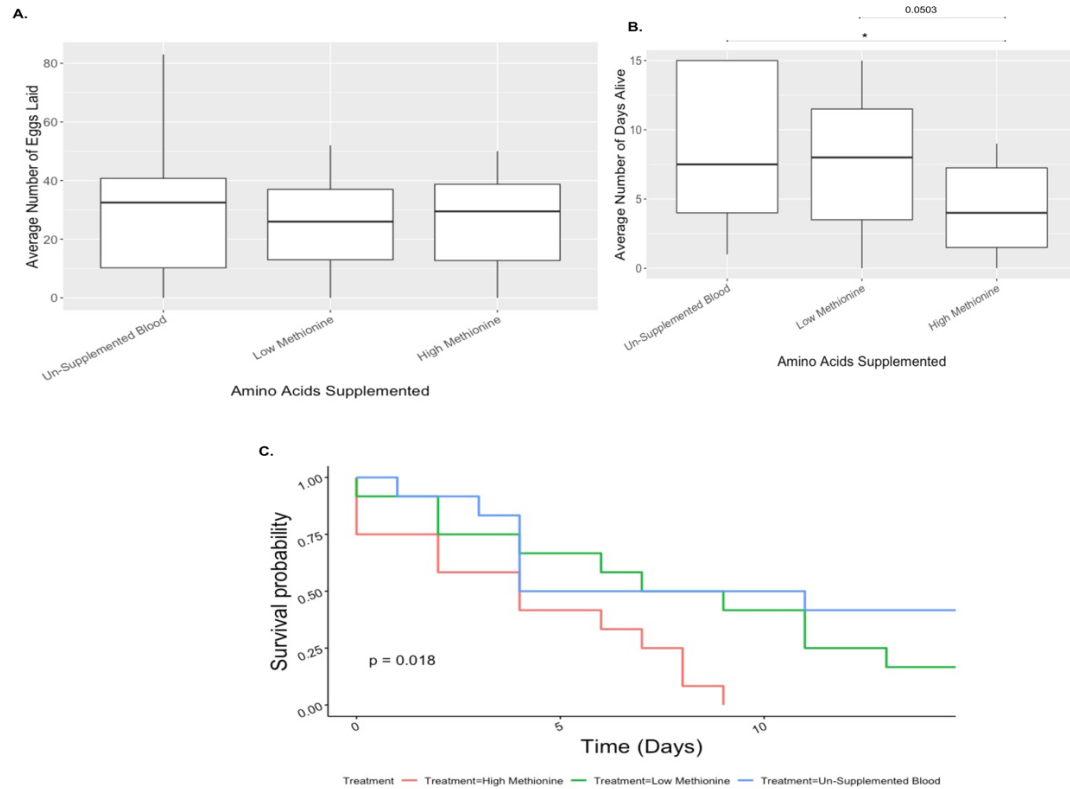 A.
Average Number of Eggs Laid
80
60
40
20
0
Un-Supplemented Blood
Low Methionine
High Methionine
Amino Acids Supplemented
B.
0.0503
*
Average Number of Days Alive
15
10
5
0
Un-Supplemented Blood
Low Methionine
High Methionine
Amino Acids Supplemented
C.
Survival probability
1.00
0.75
0.50
0.25
0.00
p = 0.018
0
5
10
Time (Days)
Treatment Treatment=High Methionine Treatment=Low Methionine Treatment=Un-Supplemented Blood